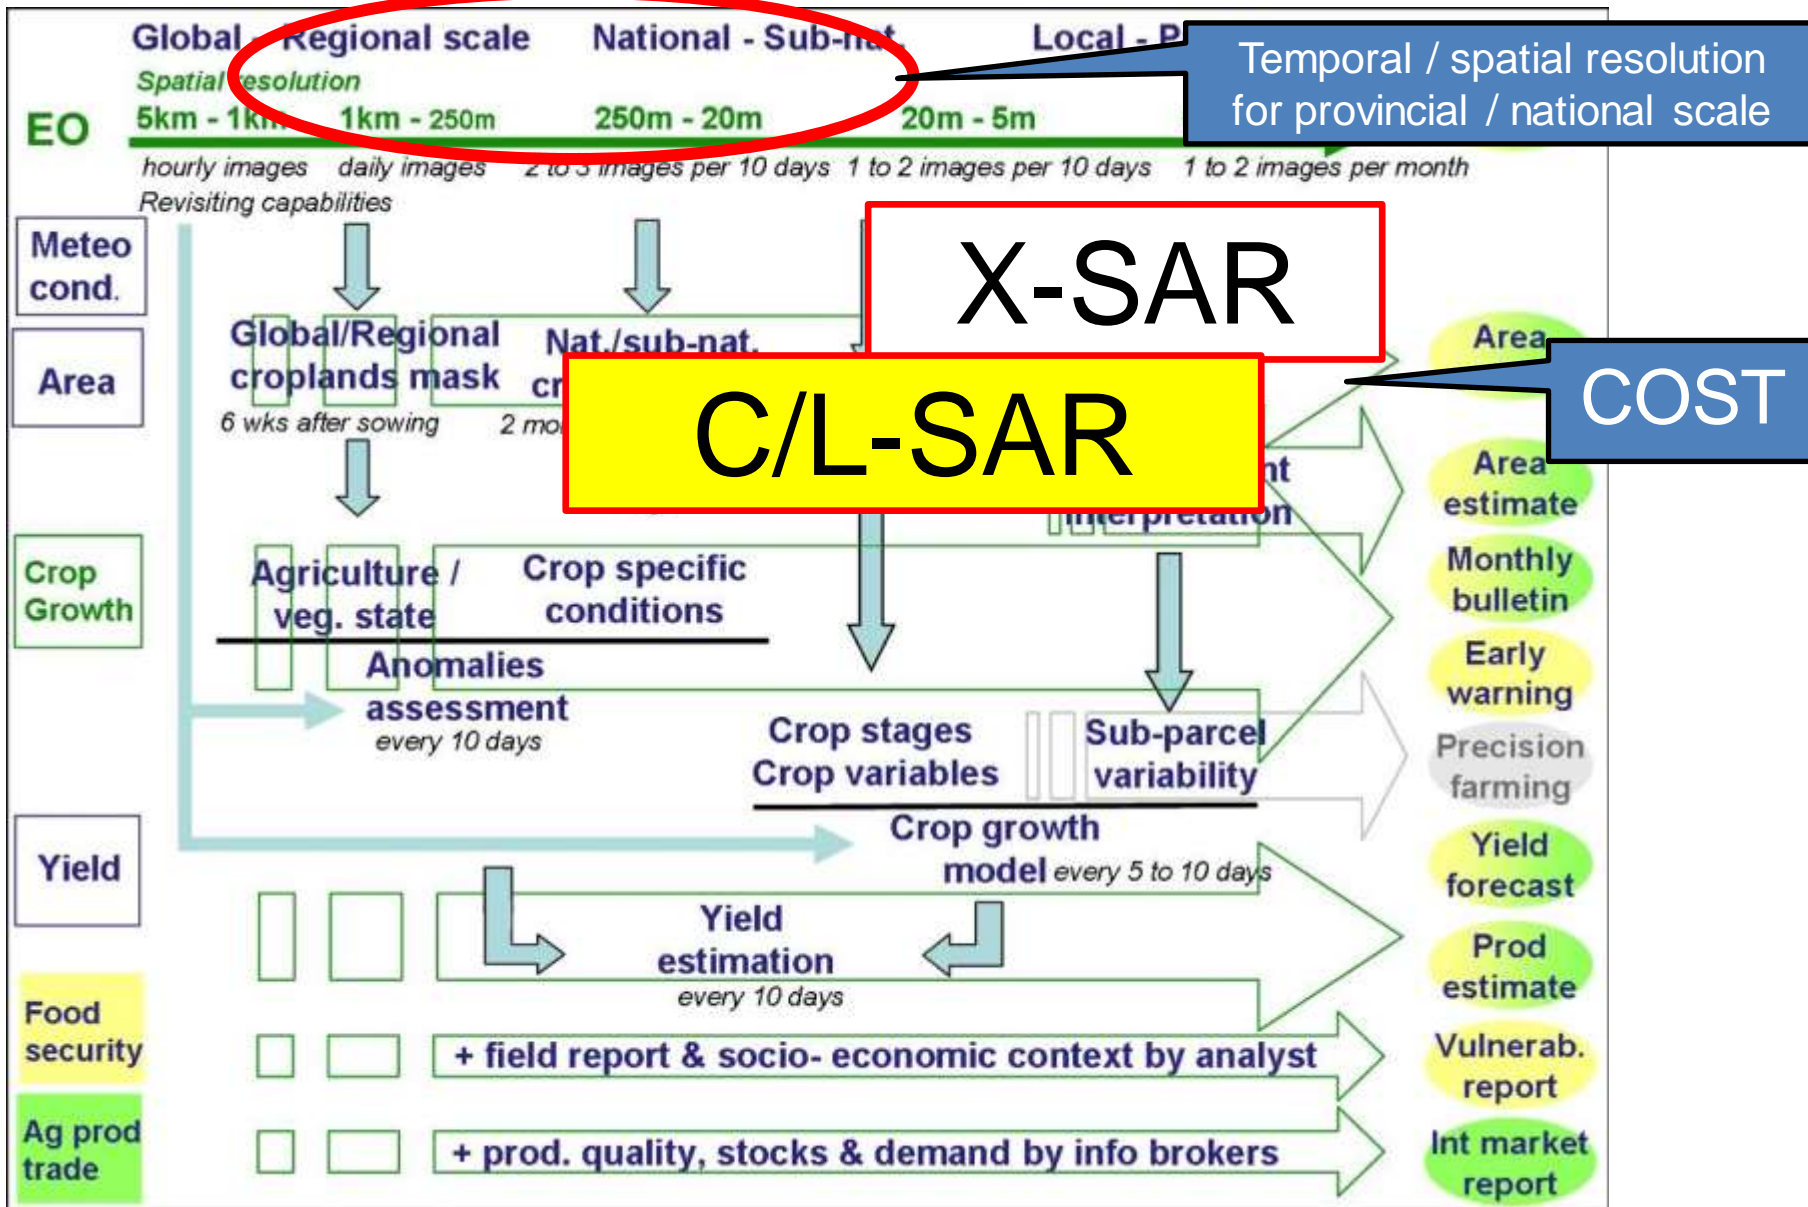 Global - Regional scale
National - Sub-nat.
Local - P
Temporal / spatial resolution
for provincial / national scale
Spatial resolution
EO
5km - 1km
1km - 250m
250m - 20m
20m - 5m
hourly images
daily images
2 to 3 images per 10 days
1 to 2 images per 10 days
1 to 2 images per month
Revisiting capabilities
Meteo
cond.
X-SAR
Area
Global/Regional
croplands mask
6 wks after sowing
Nat./sub-nat.
cr
2 mo
C/L-SAR
COST
Area
nt
interpretation
Area
estimate
Crop
Growth
Agriculture /
veg. state
Crop specific
conditions
Monthly
bulletin
Anomalies
assessment
every 10 days
Early
warning
Crop stages
Crop variables
Sub-parcel
variability
Precision
farming
Yield
Crop growth
model every 5 to 10 days
Yield
forecast
Yield
estimation
every 10 days
Prod
estimate
Food
security
+ field report & socio- economic context by analyst
Vulnerab.
report
Ag prod
trade
+ prod. quality, stocks & demand by info brokers
Int market
report